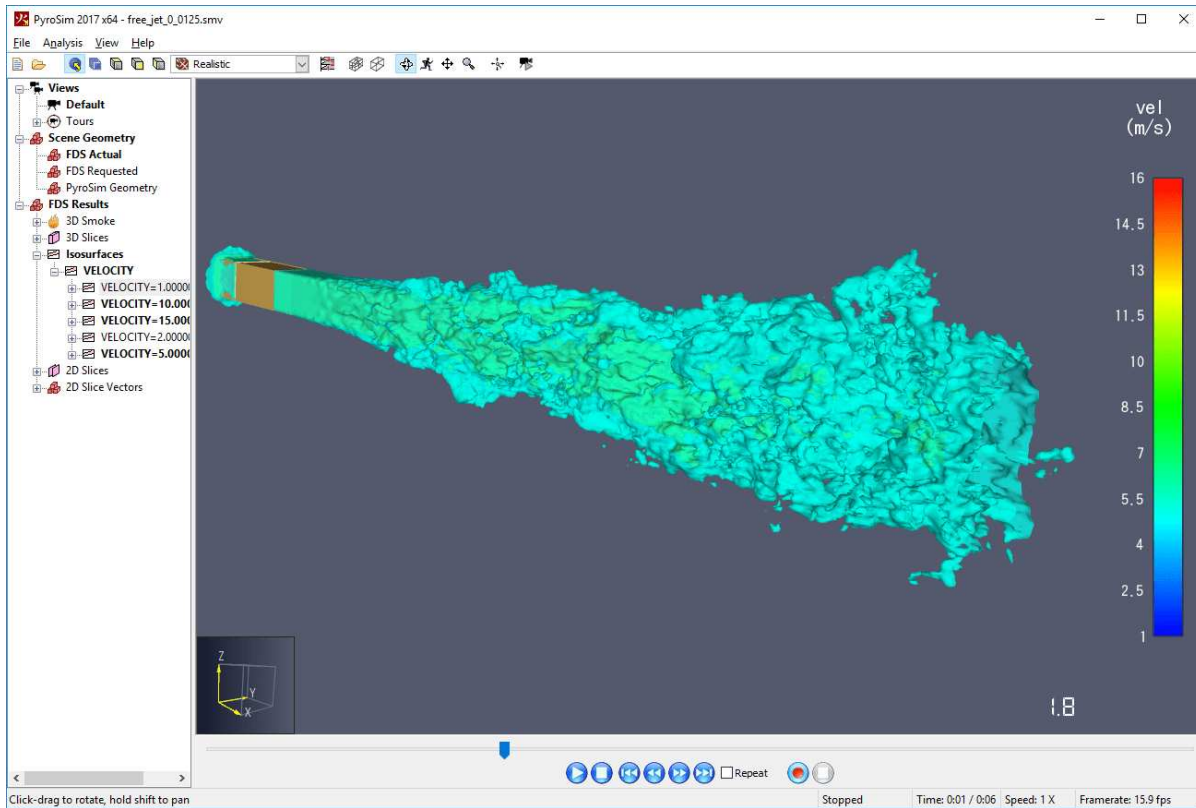 PyroSim 2017 x64 - free_jet_0_0125.smv
File Analysis View Help
Realistic
Views
Default
Tours
Scene Geometry
FDS Actual
FDS Requested
PyroSim Geometry
FDS Results
3D Smoke
3D Slices
Isosurfaces
VELOCITY
VELOCITY=1.0000
VELOCITY=10.000
VELOCITY=15.000
VELOCITY=2.0000
VELOCITY=5.0000
2D Slices
2D Slice Vectors
vel
(m/s)
16
14.5
13
11.5
10
8.5
7
5.5
4
2.5
1
Z
Y
X
1.8
Repeat
Click-drag to rotate, hold shift to pan
Stopped
Time: 0:01 / 0:06
Speed: 1 X
Framerate: 15.9 fps